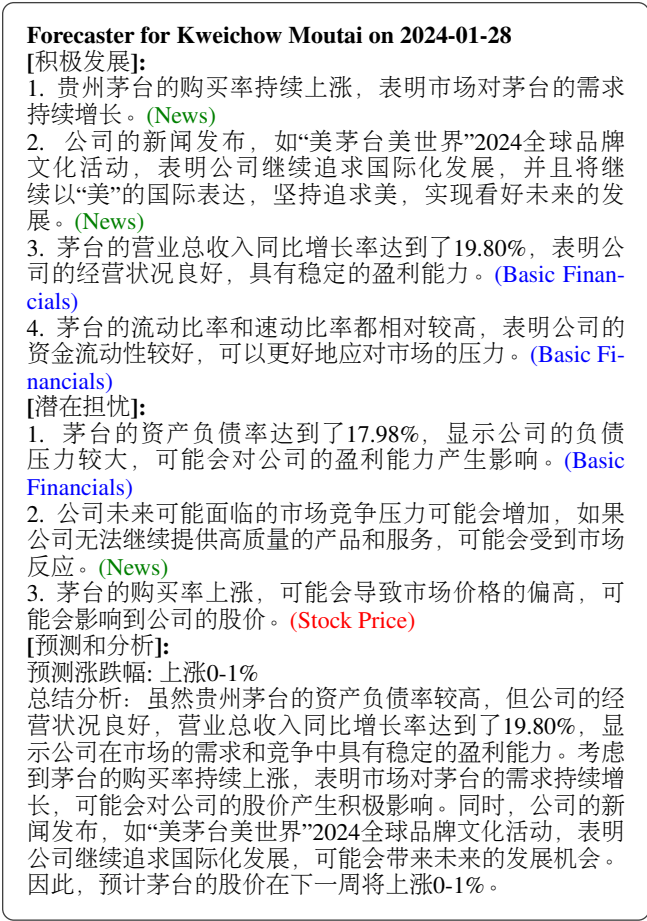 Forecaster for Kweichow Moutai on 2024-01-28
[积极发展]:
1. 贵州茅台的购买率持续上涨，表明市场对茅台的需求
持续增长。(News)
2. 公司的新闻发布，如“美茅台美世界”2024全球品牌
文化活动，表明公司继续追求国际化发展，并且将继
续以“美”的国际表达，坚持追求美，实现看好未来的发
展。(News)
3. 茅台的营业总收入同比增长率达到了19.80%，表明公
司的经营状况良好，具有稳定的盈利能力。(Basic Finan-
cials)
4. 茅台的流动比率和速动比率都相对较高，表明公司的
资金流动性较好，可以更好地应对市场的压力。(Basic Fi-
nancials)
[潜在担忧]:
1. 茅台的资产负债率达到了17.98%，显示公司的负债
压力较大，可能会对公司的盈利能力产生影响。(Basic
Financials)
2. 公司未来可能面临的市场竞争压力可能会增加，如果
公司无法继续提供高质量的产品和服务，可能会受到市场
反应。(News)
3. 茅台的购买率上涨，可能会导致市场价格的偏高，可
能会影响到公司的股价。(Stock Price)
[预测和分析]:
预测涨跌幅: 上涨0-1%
总结分析：虽然贵州茅台的资产负债率较高，但公司的经
营状况良好，营业总收入同比增长率达到了19.80%，显
示公司在市场的需求和竞争中具有稳定的盈利能力。考虑
到茅台的购买率持续上涨，表明市场对茅台的需求持续增
长，可能会对公司的股价产生积极影响。同时，公司的新
闻发布，如“美茅台美世界”2024全球品牌文化活动，表明
公司继续追求国际化发展，可能会带来未来的发展机会。
因此，预计茅台的股价在下一周将上涨0-1%。